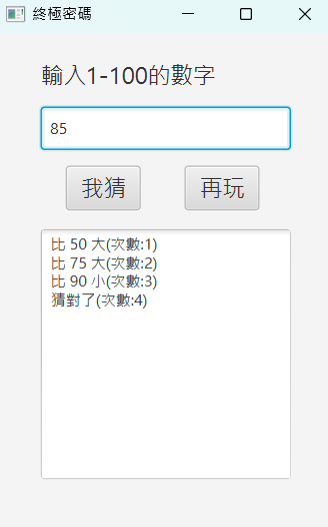 終極密碼
輸入1-100的數字
85
我猜
再玩
比 50 大(次數:1)
比 75 大(次數:2)
比 90 小(次數:3)
猜對了(次數:4)